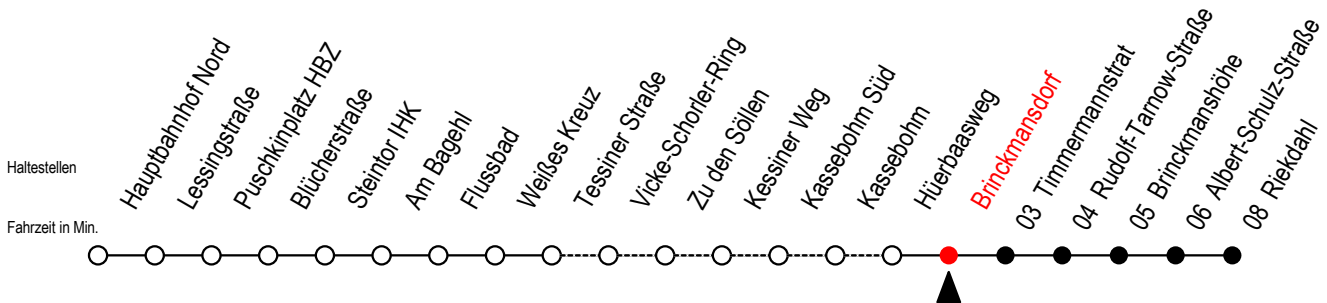 Haltestellen
Fahrzeit in Min.
Hauptbahnhof Nord
Lessingstraße
Puschkinplatz HBZ
Blücherstraße
Steintor IHK
Am Bagehl
Flussbad
Weißes Kreuz
Tessiner Straße
Vicke-Schorler-Ring
Zu den Söllen
Kessiner Weg
Kassebohm Süd
Kassebohm
Hüerbaasweg
Brinckmansdorf
03 Timmermannstrat
04 Rudolf-Tarnow-Straße
05 Brinckmanshöhe
06 Albert-Schulz-Straße
08 Riekdahl